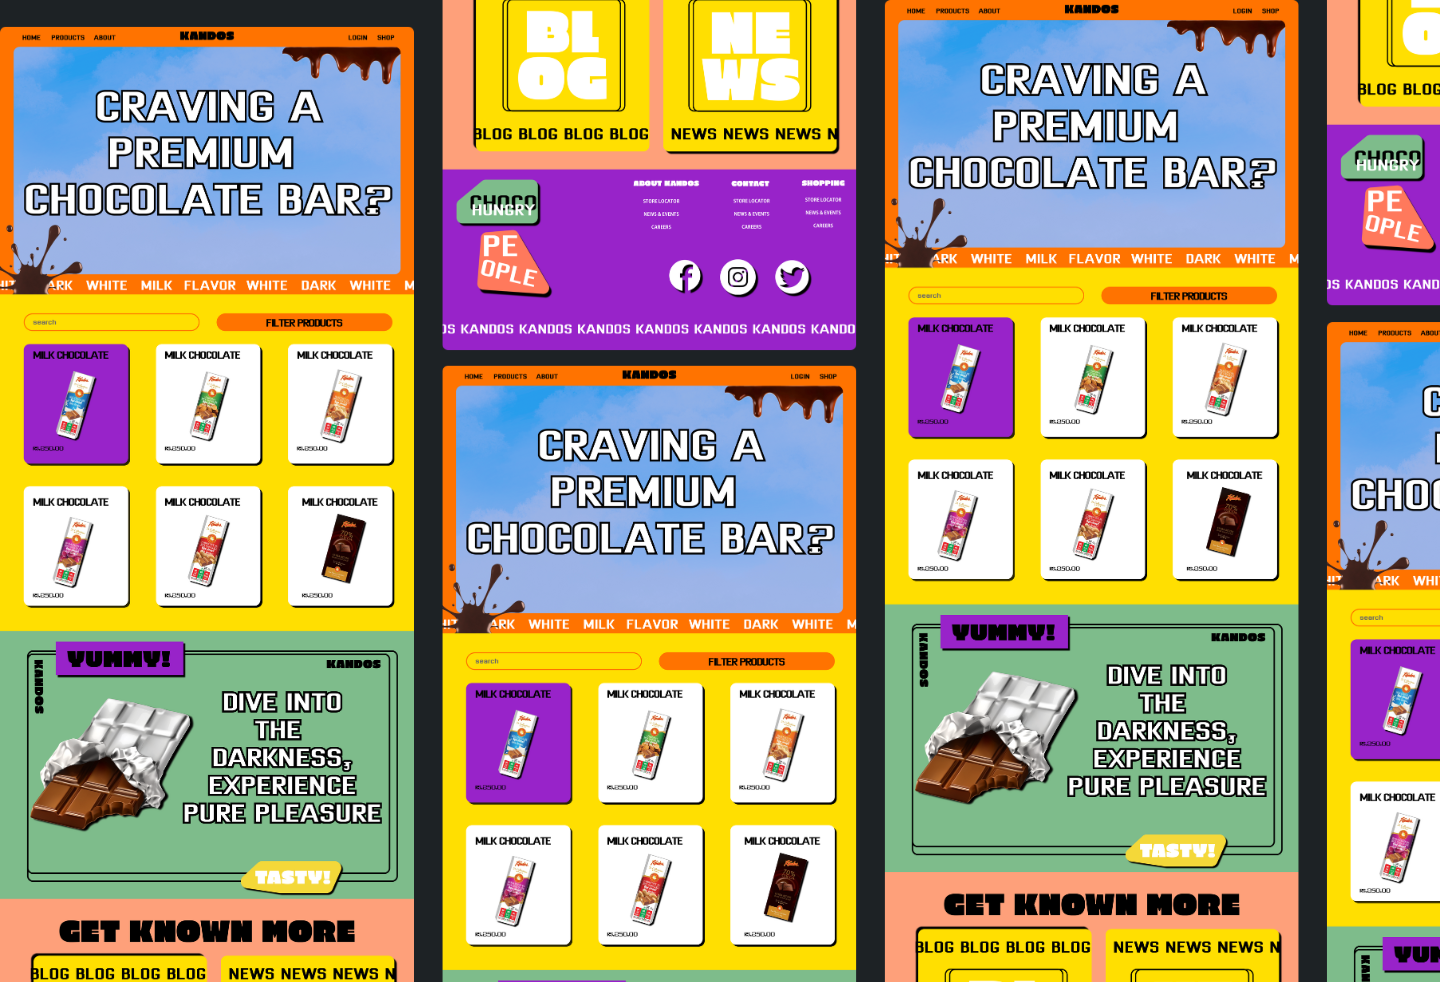 HOME PRODUCTS ABOUT KANDOS LOGIN SHOP
CRAVING A
PREMIUM
CHOCOLATE BAR?
ARK WHITE MILK FLAVOR WHITE DARK WHITE M
search FILTER PRODUCTS
MILK CHOCOLATE MILK CHOCOLATE MILK CHOCOLATE
Rs.250.00 Rs.250.00 Rs.250.00
MILK CHOCOLATE MILK CHOCOLATE MILK CHOCOLATE
Rs.250.00 Rs.250.00 Rs.250.00
YUMMY!
KANDOS
KANDOS
DIVE INTO
THE
DARKNESS,
EXPERIENCE
PURE PLEASURE
TASTY!
GET KNOWN MORE
BLOG BLOG BLOG BLOG NEWS NEWS NEWS N
BL
OG
NE
WS
BLOG BLOG BLOG BLOG NEWS NEWS NEWS N
CHOCO
HUNGRY
PE
OPLE
ABOUT KANDOS CONTACT SHOPPING
STORE LOCATOR STORE LOCATOR STORE LOCATOR
NEWS & EVENTS NEWS & EVENTS NEWS & EVENTS
CAREERS CAREERS CAREERS
OS KANDOS KANDOS KANDOS KANDOS KANDOS KANDOS KANDO
HOME PRODUCTS ABOUT KANDOS LOGIN SHOP
CRAVING A
PREMIUM
CHOCOLATE BAR?
ARK WHITE MILK FLAVOR WHITE DARK WHITE M
search FILTER PRODUCTS
MILK CHOCOLATE MILK CHOCOLATE MILK CHOCOLATE
Rs.250.00 Rs.250.00 Rs.250.00
MILK CHOCOLATE MILK CHOCOLATE MILK CHOCOLATE
Rs.250.00 Rs.250.00 Rs.250.00
HOME PRODUCTS ABOUT KANDOS LOGIN SHOP
CRAVING A
PREMIUM
CHOCOLATE BAR?
HIT ARK WHITE MILK FLAVOR WHITE DARK WHITE M
search FILTER PRODUCTS
MILK CHOCOLATE MILK CHOCOLATE MILK CHOCOLATE
Rs.250.00 Rs.250.00 Rs.250.00
MILK CHOCOLATE MILK CHOCOLATE MILK CHOCOLATE
Rs.250.00 Rs.250.00 Rs.250.00
YUMMY!
KANDOS
KANDOS
DIVE INTO
THE
DARKNESS,
EXPERIENCE
PURE PLEASURE
TASTY!
GET KNOWN MORE
BLOG BLOG BLOG BLOG NEWS NEWS NEWS N
BLOG BLOG
CHOCO
HUNGRY
PE
OPLE
OS KANDOS KAND
HOME PRODUCTS ABOU
C
CHOC
ARK WHIT
search
MILK CHOCOLATE
Rs.250.00
MILK CHOCOLATE
Rs.250.00
YUM
KAN